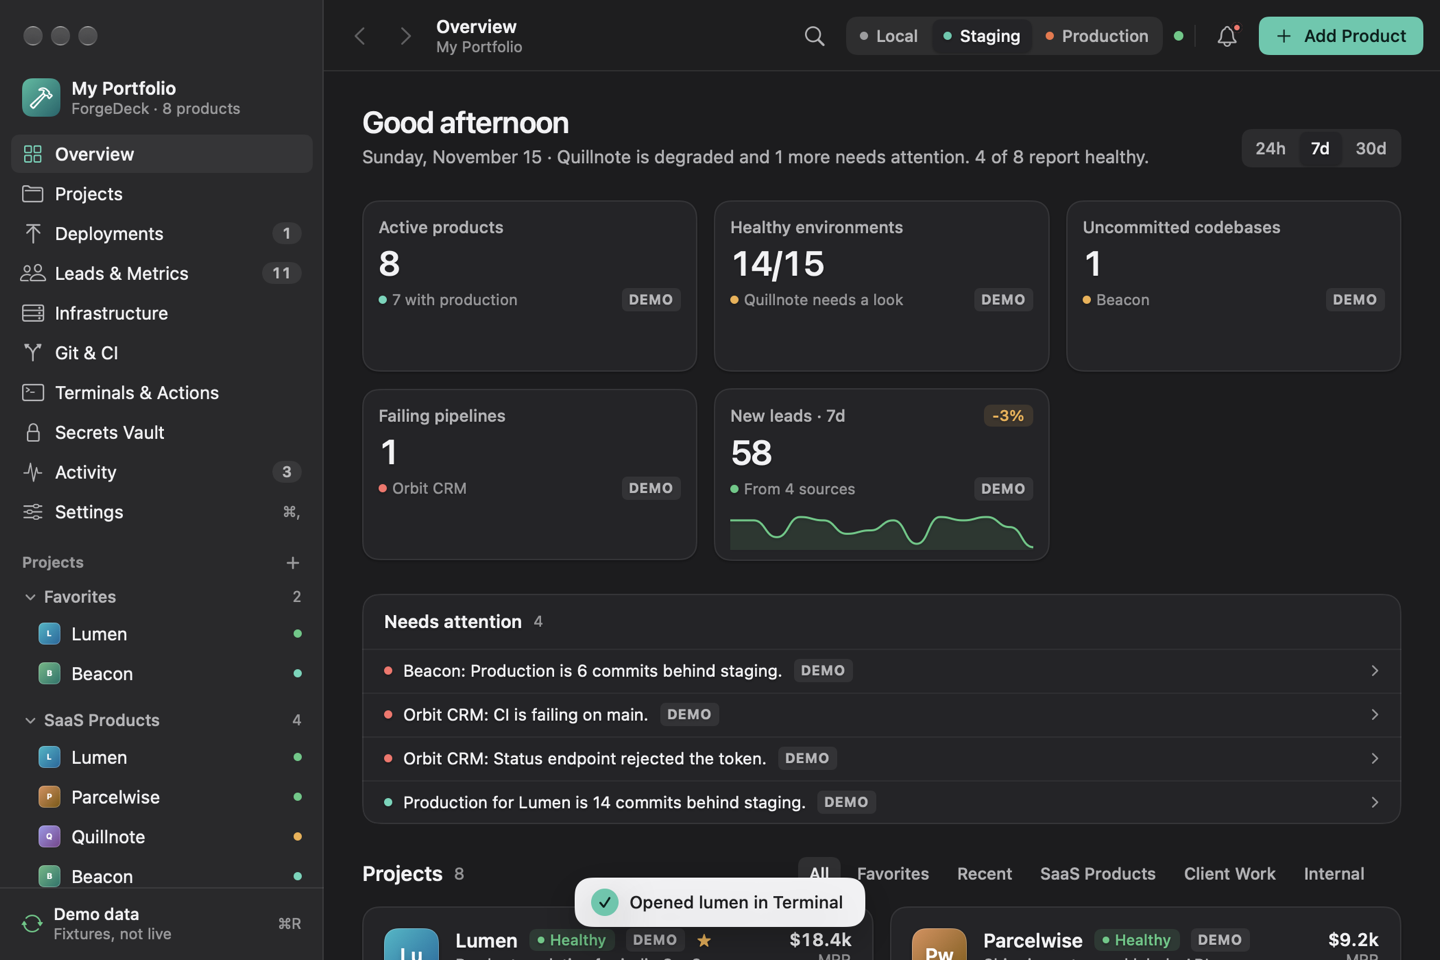 Overview
My Portfolio
Local
Staging
Production
+ Add Product
My Portfolio
ForgeDeck · 8 products
Overview
Projects
Deployments 1
Leads & Metrics 11
Infrastructure
Git & CI
Terminals & Actions
Secrets Vault
Activity 3
Settings ⌘,
Projects +
Favorites 2
L Lumen
B Beacon
SaaS Products 4
L Lumen
P Parcelwise
Q Quillnote
B Beacon
Demo data
Fixtures, not live
⌘R
Good afternoon
Sunday, November 15 · Quillnote is degraded and 1 more needs attention. 4 of 8 report healthy.
24h 7d 30d
Active products
8
7 with production DEMO
Healthy environments
14/15
Quillnote needs a look DEMO
Uncommitted codebases
1
Beacon DEMO
Failing pipelines
1
Orbit CRM DEMO
New leads · 7d -3%
58
From 4 sources DEMO
Needs attention 4
Beacon: Production is 6 commits behind staging. DEMO
Orbit CRM: CI is failing on main. DEMO
Orbit CRM: Status endpoint rejected the token. DEMO
Production for Lumen is 14 commits behind staging. DEMO
Projects 8
All Favorites Recent SaaS Products Client Work Internal
Opened lumen in Terminal
Lu
Lumen Healthy DEMO ★ $18.4k
MRR
Pw
Parcelwise Healthy DEMO $9.2k
MRR